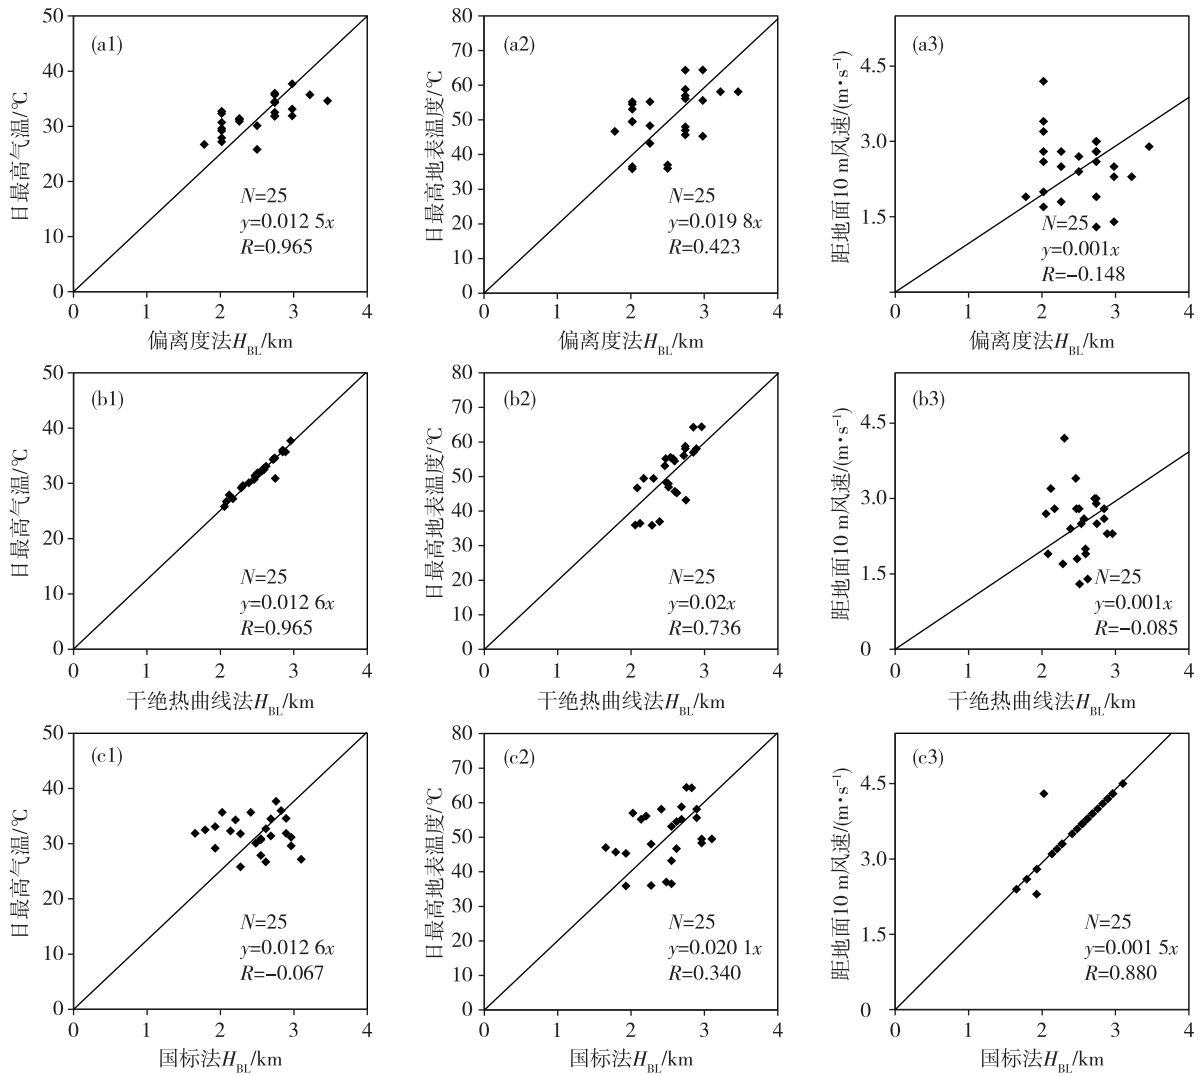 (a1)
50
40
30
20
10
0
日最高气温/℃
N=25
y=0.012 5x
R=0.965
0 1 2 3 4
偏离度法H_BL/km
(a2)
80
70
60
50
40
30
20
10
0
日最高地表温度/℃
N=25
y=0.019 8x
R=0.423
0 1 2 3 4
偏离度法H_BL/km
(a3)
4.5
3.0
1.5
0
距地面10 m风速/(m·s⁻¹)
N=25
y=0.001x
R=−0.148
0 1 2 3 4
偏离度法H_BL/km
(b1)
50
40
30
20
10
0
日最高气温/℃
N=25
y=0.012 6x
R=0.965
0 1 2 3 4
干绝热曲线法H_BL/km
(b2)
80
70
60
50
40
30
20
10
0
日最高地表温度/℃
N=25
y=0.02x
R=0.736
0 1 2 3 4
干绝热曲线法H_BL/km
(b3)
4.5
3.0
1.5
0
距地面10 m风速/(m·s⁻¹)
N=25
y=0.001x
R=−0.085
0 1 2 3 4
干绝热曲线法H_BL/km
(c1)
50
40
30
20
10
0
日最高气温/℃
N=25
y=0.012 6x
R=−0.067
0 1 2 3 4
国标法H_BL/km
(c2)
80
70
60
50
40
30
20
10
0
日最高地表温度/℃
N=25
y=0.020 1x
R=0.340
0 1 2 3 4
国标法H_BL/km
(c3)
4.5
3.0
1.5
0
距地面10 m风速/(m·s⁻¹)
N=25
y=0.001 5x
R=0.880
0 1 2 3 4
国标法H_BL/km